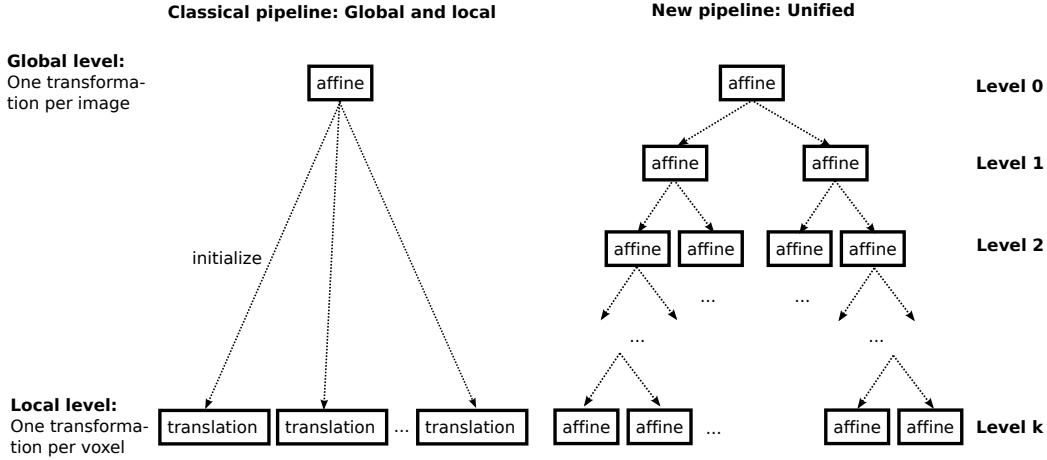 Classical pipeline: Global and local
New pipeline: Unified
Global level:
One transforma-
tion per image
affine
affine
Level 0
affine
affine
Level 1
initialize
affine
affine
affine
affine
Level 2
...
...
...
...
Local level:
One transforma-
tion per voxel
translation
translation
...
translation
affine
affine
...
affine
affine
Level k